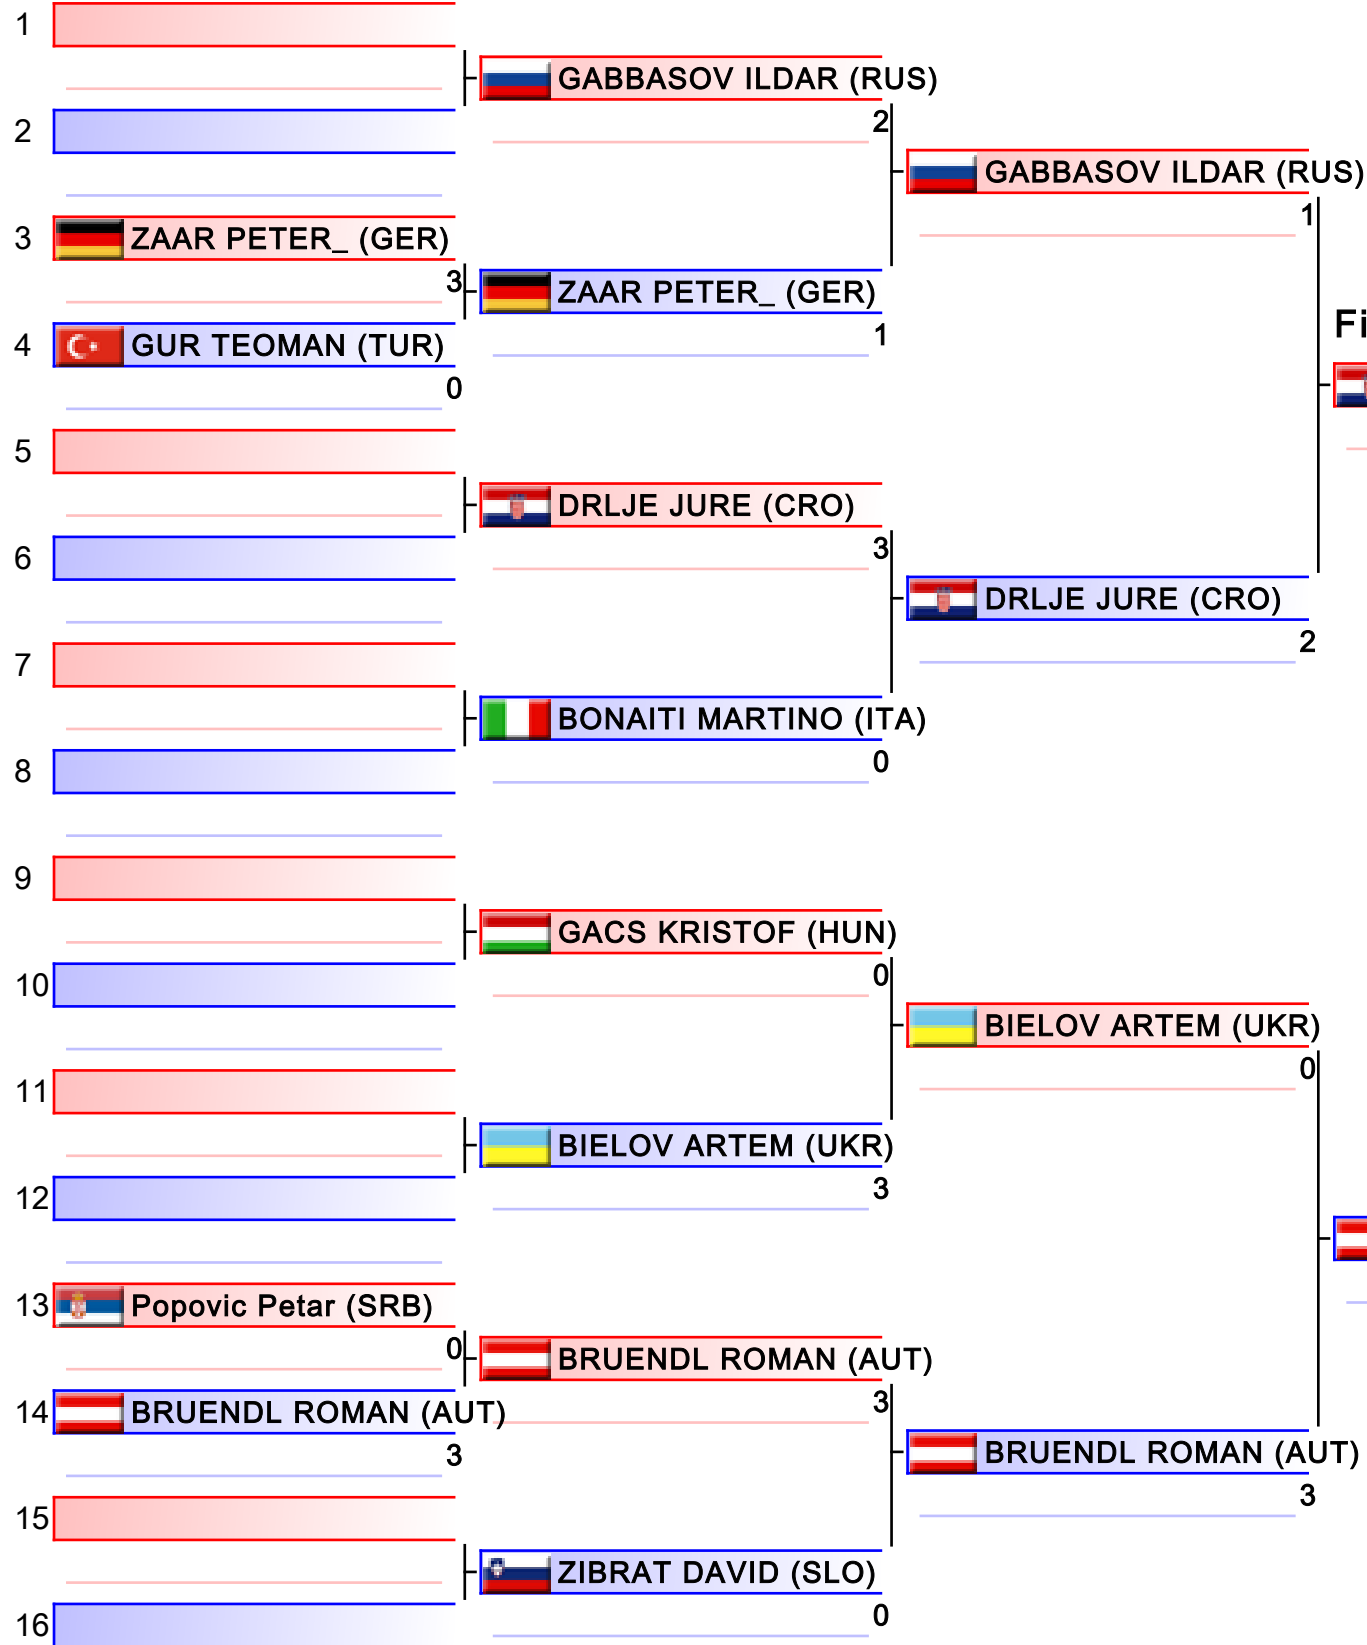 1
GABBASOV ILDAR (RUS)
2
2
GABBASOV ILDAR (RUS)
1
3
ZAAR PETER_ (GER)
3
ZAAR PETER_ (GER)
1
Fi
4
GUR TEOMAN (TUR)
0
5
DRLJE JURE (CRO)
3
6
DRLJE JURE (CRO)
2
7
BONAITI MARTINO (ITA)
0
8
9
GACS KRISTOF (HUN)
0
10
BIELOV ARTEM (UKR)
0
11
BIELOV ARTEM (UKR)
3
12
13
Popovic Petar (SRB)
0
BRUENDL ROMAN (AUT)
3
14
BRUENDL ROMAN (AUT)
3
BRUENDL ROMAN (AUT)
3
15
ZIBRAT DAVID (SLO)
0
16